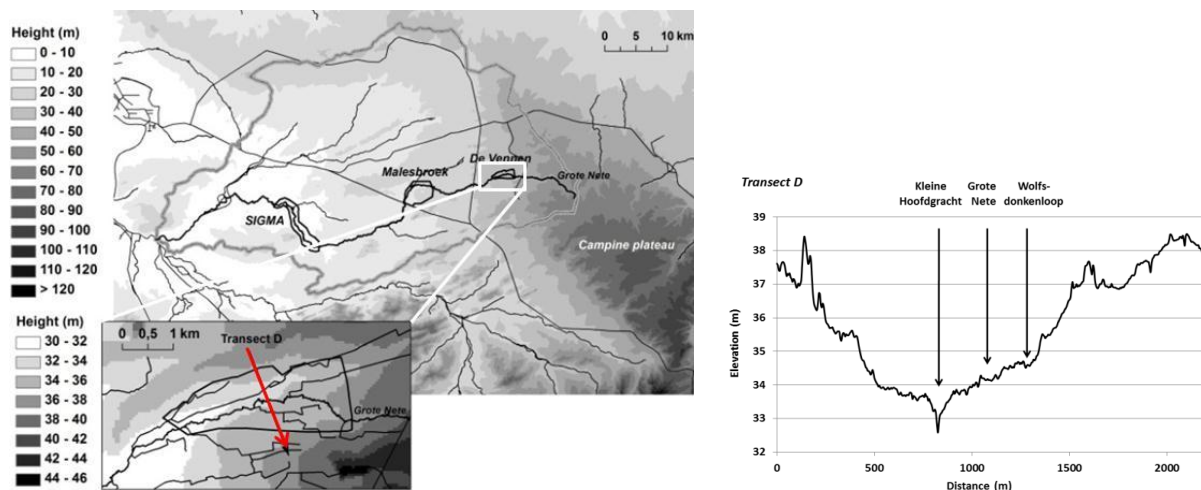 Height (m)
0 - 10
10 - 20
20 - 30
30 - 40
40 - 50
50 - 60
60 - 70
70 - 80
80 - 90
90 - 100
100 - 110
110 - 120
> 120
0 5 10 km
Malesbroek
De Vennen
Grote Nete
SIGMA
Campine plateau
Height (m)
30 - 32
32 - 34
34 - 36
36 - 38
38 - 40
40 - 42
42 - 44
44 - 46
0 0,5 1 km
Transect D
Grote Nete
Transect D
Kleine
Hoofdgracht
Grote
Nete
Wolfs-
donkenloop
Elevation (m)
39
38
37
36
35
34
33
32
0 500 1000 1500 2000
Distance (m)